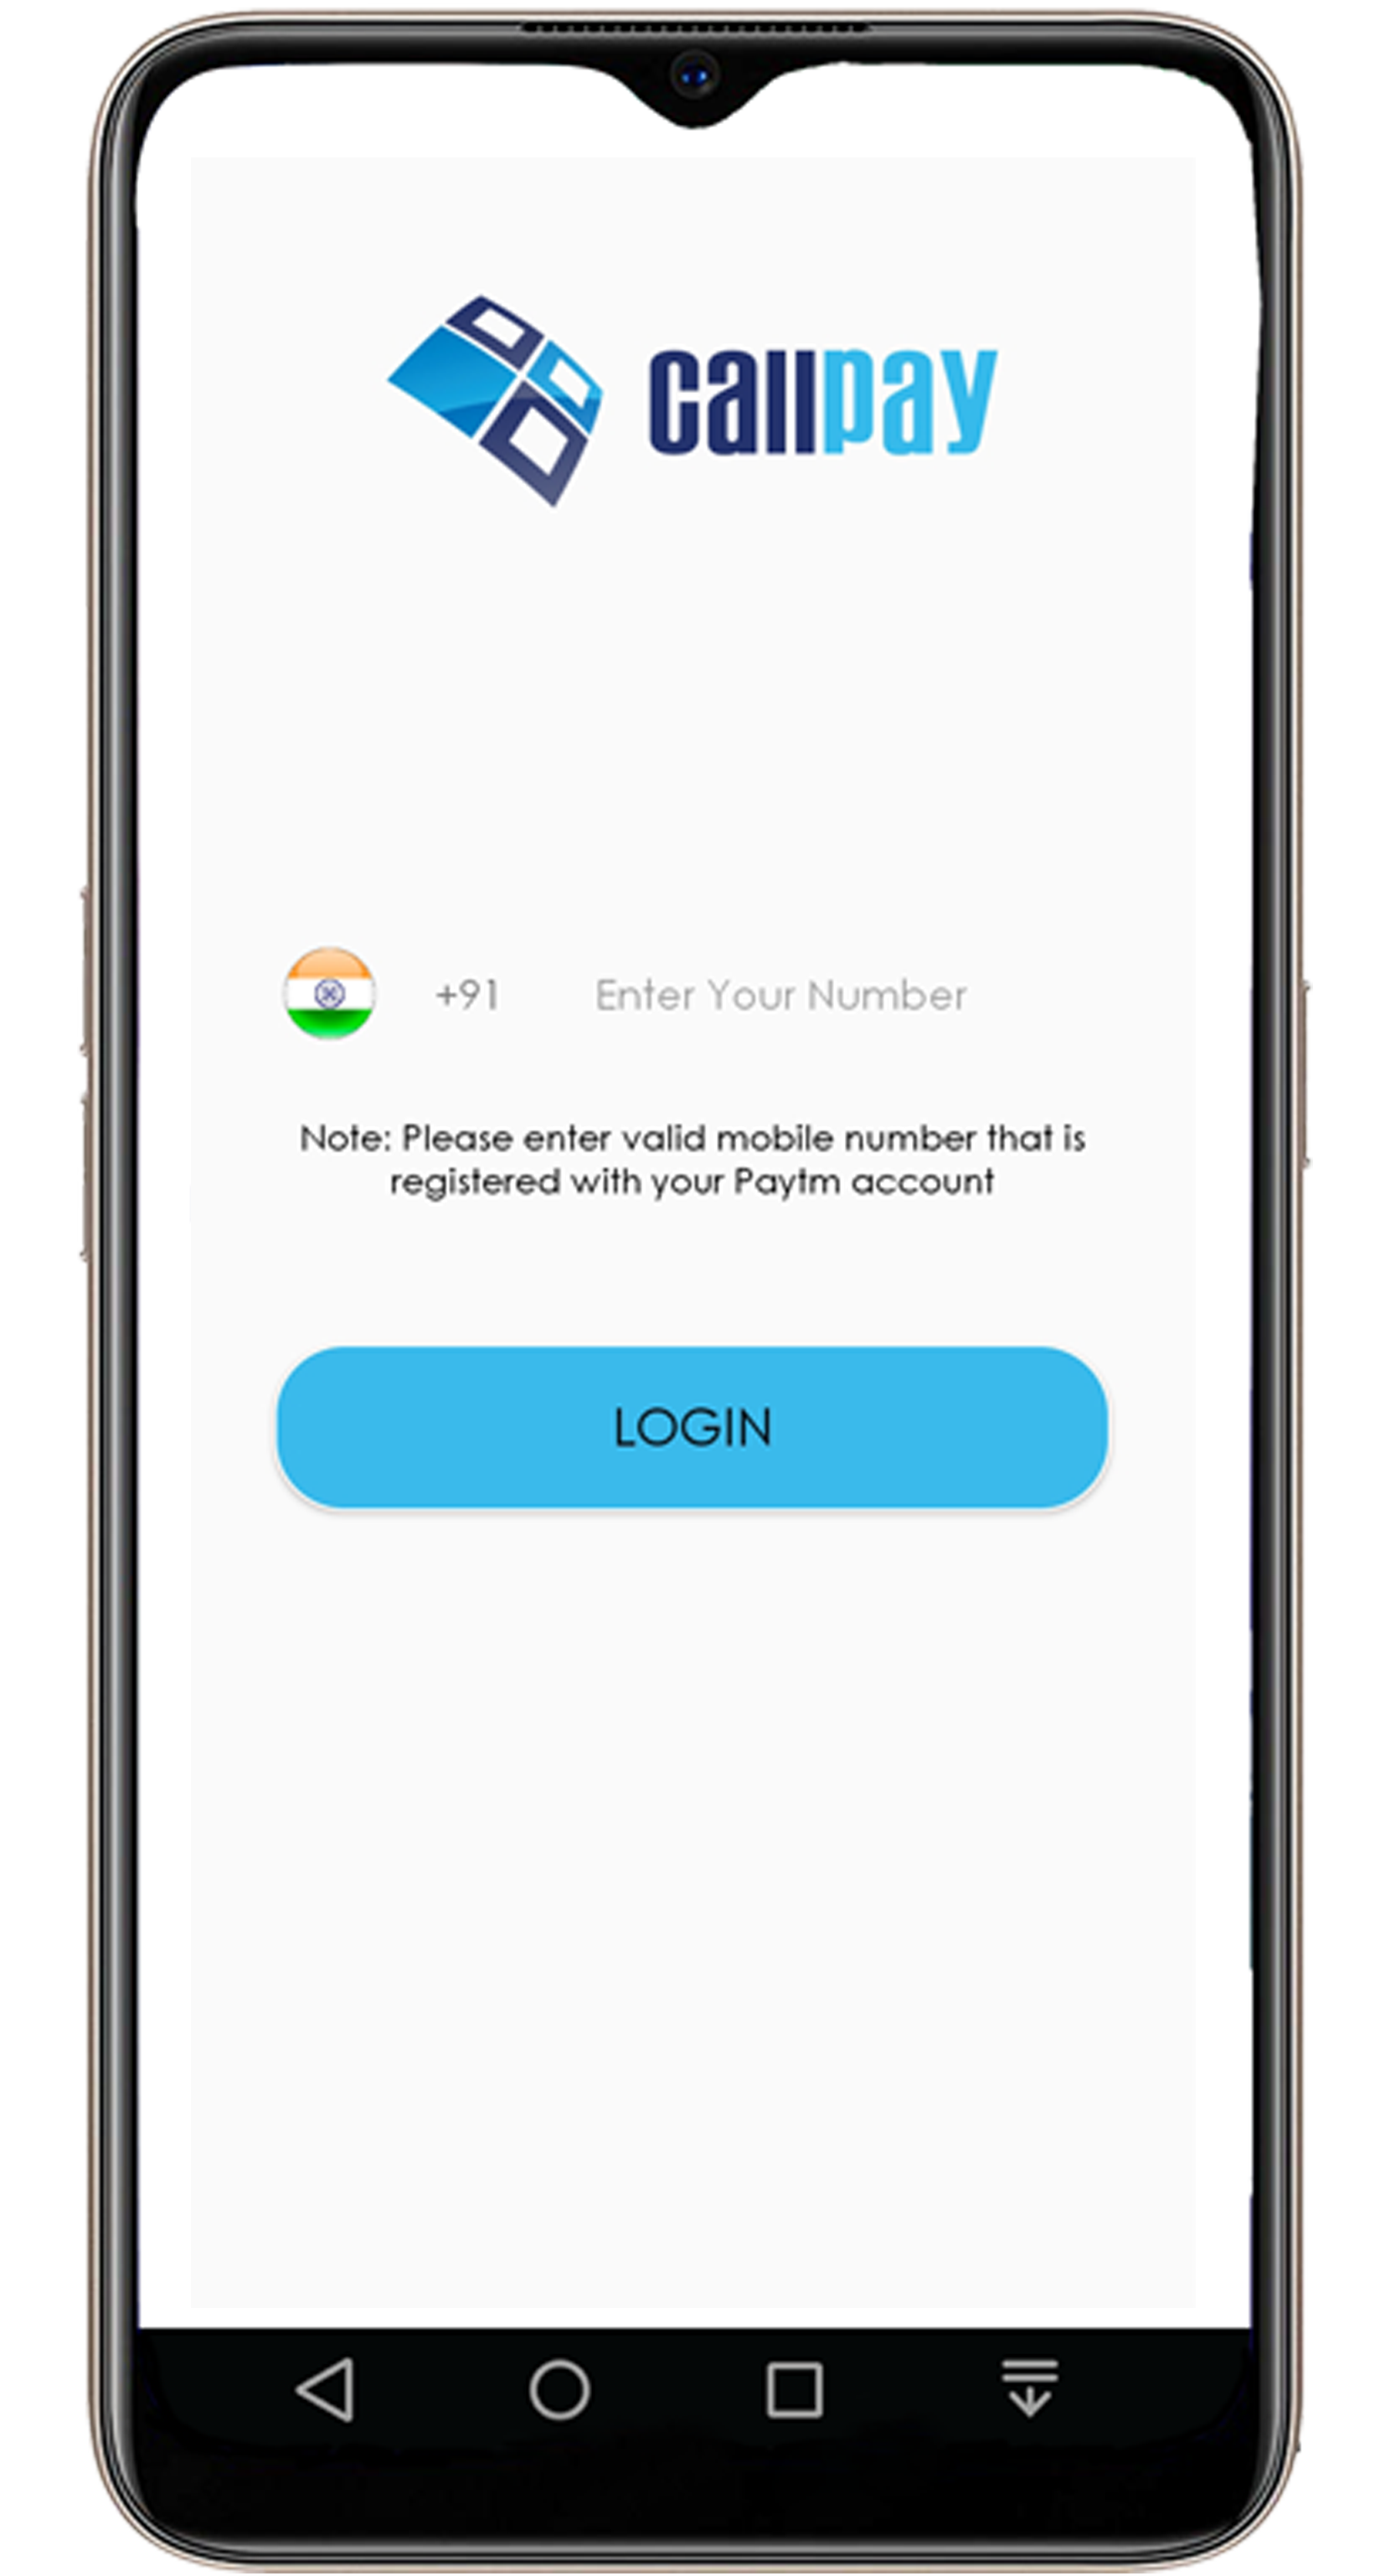 callpay
+91 Enter Your Number
Note: Please enter valid mobile number that is
registered with your Paytm account
LOGIN